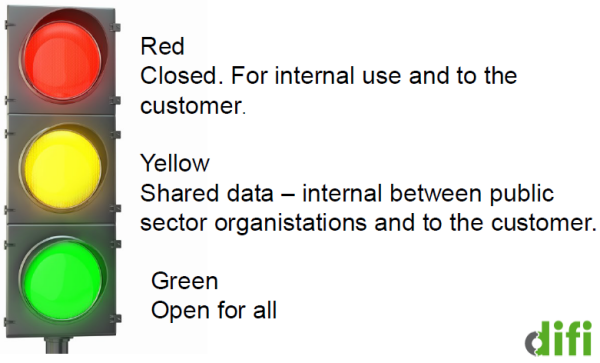 Red
Closed. For internal use and to the
customer.
Yellow
Shared data – internal between public
sector organistations and to the customer.
Green
Open for all
difi